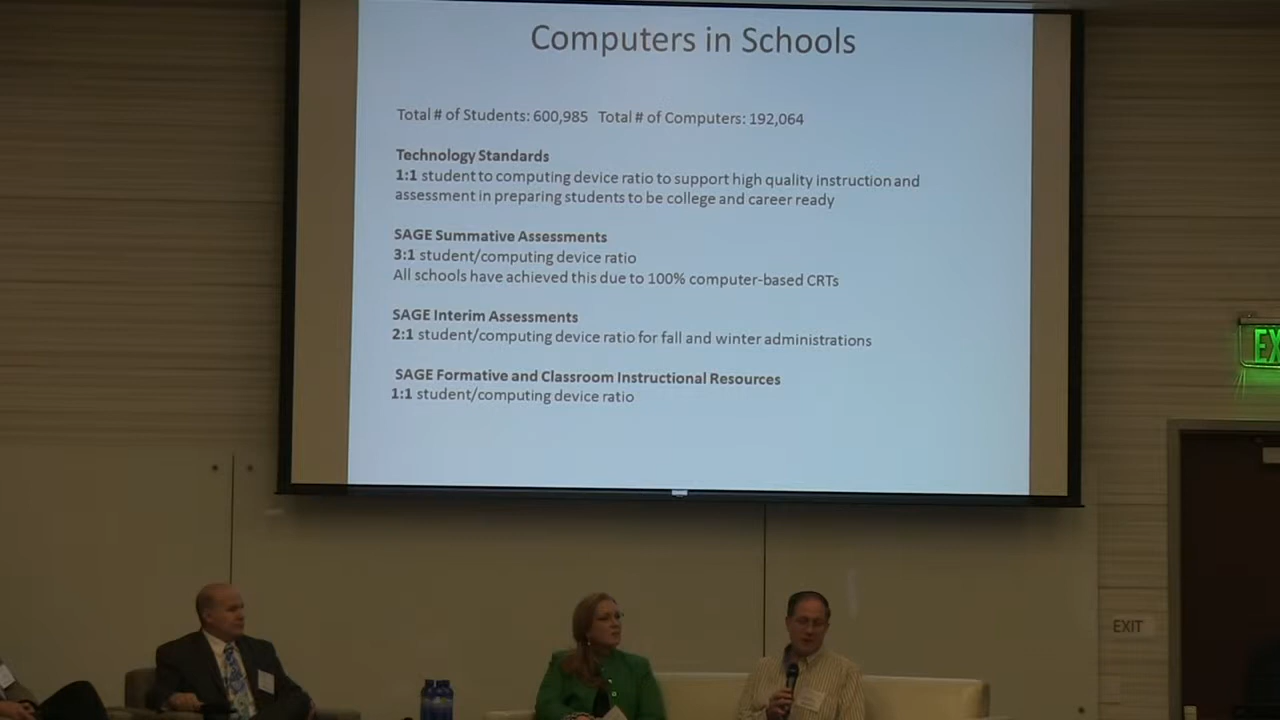 Computers in Schools
Total # of Students: 600,985 Total # of Computers: 192,064
Technology Standards
1:1 student to computing device ratio to support high quality instruction and
assessment in preparing students to be college and career ready
SAGE Summative Assessments
3:1 student/computing device ratio
All schools have achieved this due to 100% computer-based CRTs
SAGE Interim Assessments
2:1 student/computing device ratio for fall and winter administrations
SAGE Formative and Classroom Instructional Resources
1:1 student/computing device ratio
EX
EXIT